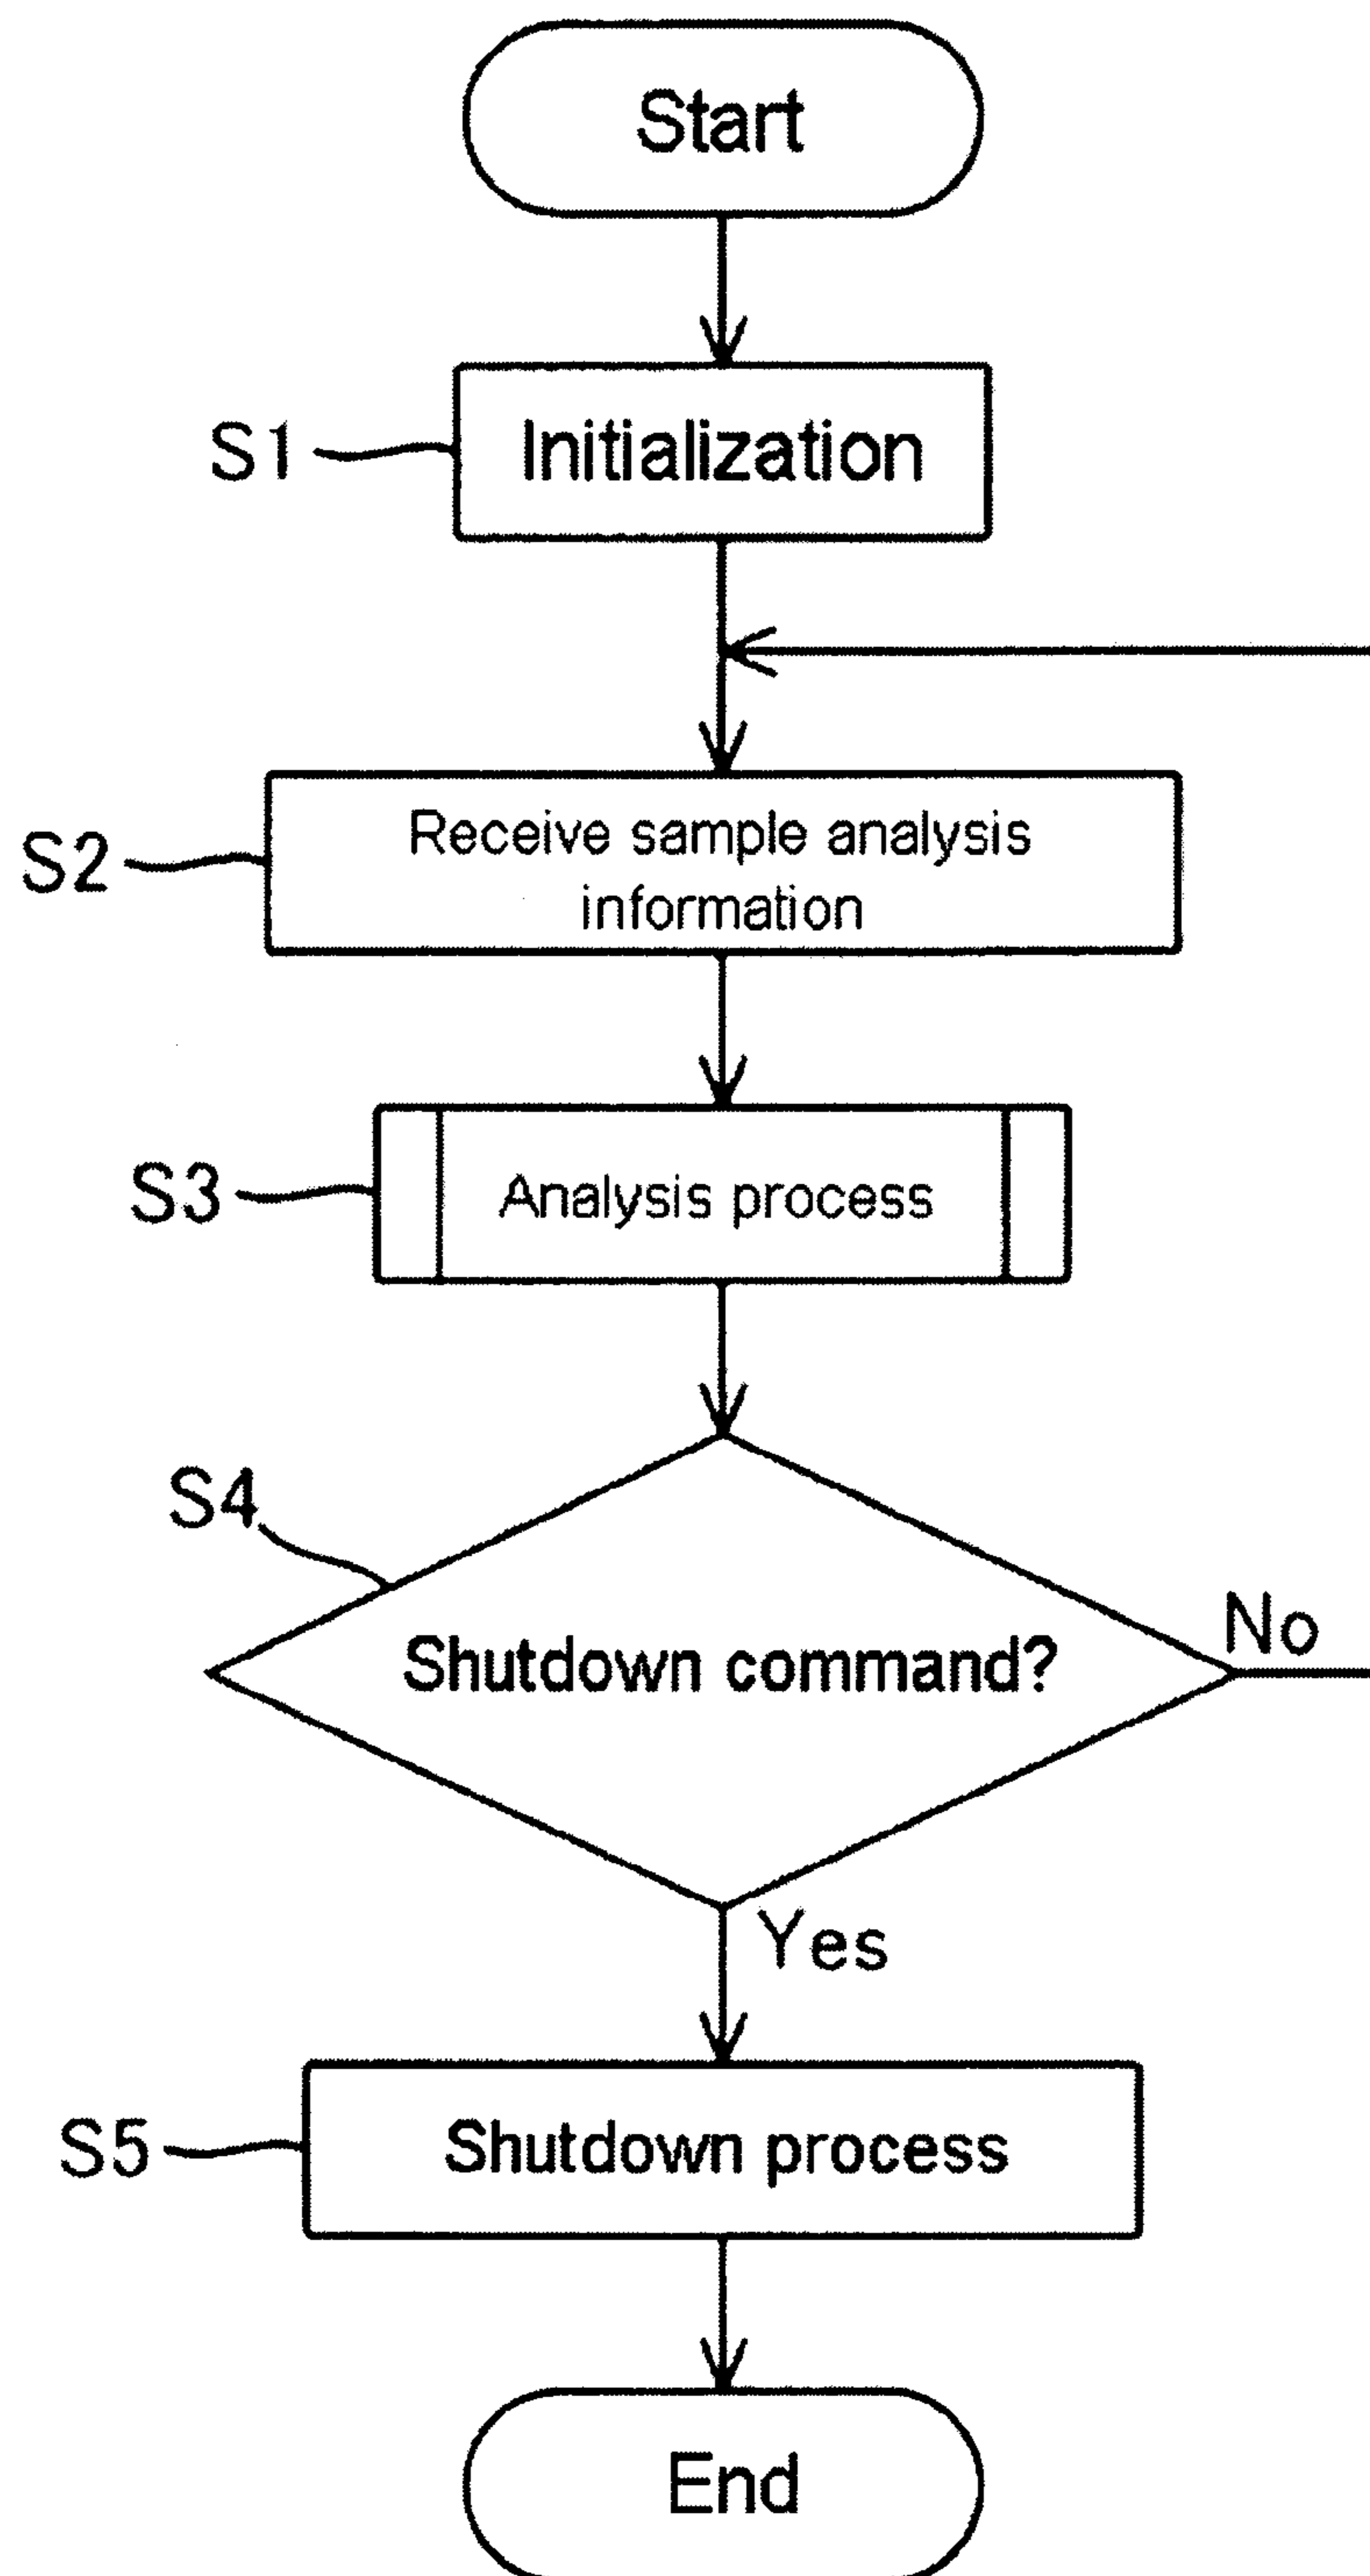 Start
S1
Initialization
S2
Receive sample analysis
information
S3
Analysis process
S4
Shutdown command?
No
Yes
S5
Shutdown process
End